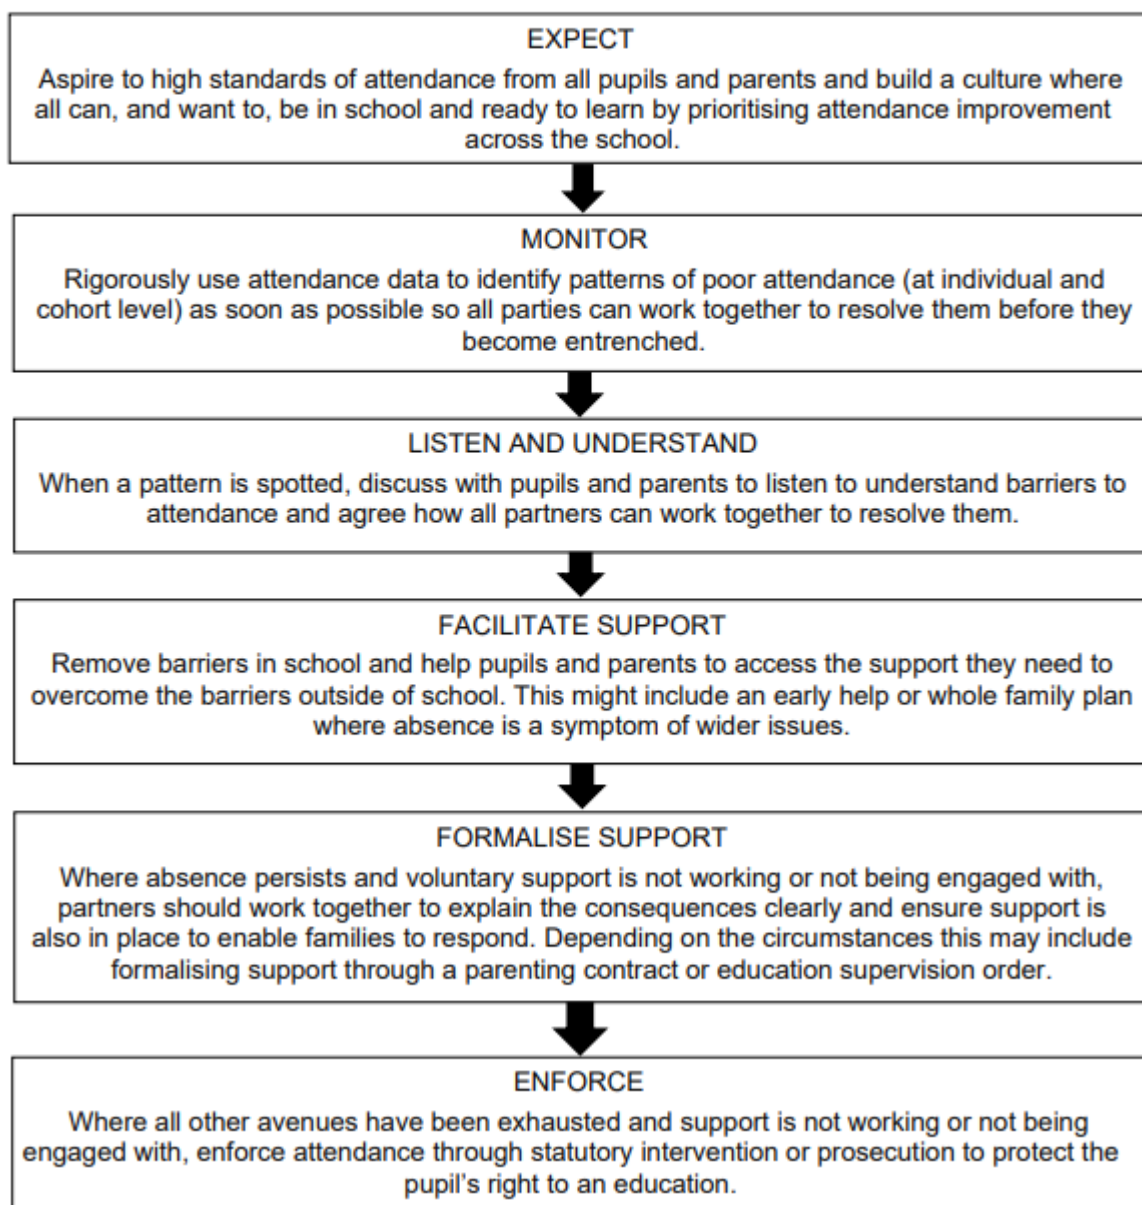 EXPECT
Aspire to high standards of attendance from all pupils and parents and build a culture where
all can, and want to, be in school and ready to learn by prioritising attendance improvement
across the school.
MONITOR
Rigorously use attendance data to identify patterns of poor attendance (at individual and
cohort level) as soon as possible so all parties can work together to resolve them before they
become entrenched.
LISTEN AND UNDERSTAND
When a pattern is spotted, discuss with pupils and parents to listen to understand barriers to
attendance and agree how all partners can work together to resolve them.
FACILITATE SUPPORT
Remove barriers in school and help pupils and parents to access the support they need to
overcome the barriers outside of school. This might include an early help or whole family plan
where absence is a symptom of wider issues.
FORMALISE SUPPORT
Where absence persists and voluntary support is not working or not being engaged with,
partners should work together to explain the consequences clearly and ensure support is
also in place to enable families to respond. Depending on the circumstances this may include
formalising support through a parenting contract or education supervision order.
ENFORCE
Where all other avenues have been exhausted and support is not working or not being
engaged with, enforce attendance through statutory intervention or prosecution to protect the
pupil's right to an education.